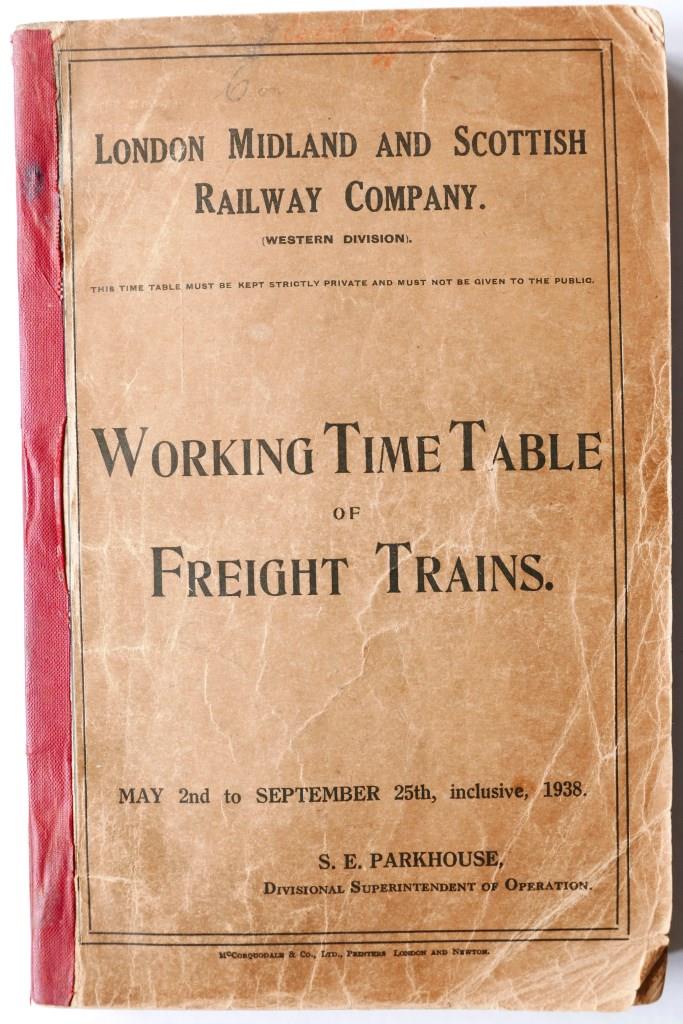 LONDON MIDLAND AND SCOTTISH
RAILWAY COMPANY.
(WESTERN DIVISION).
THIS TIME TABLE MUST BE KEPT STRICTLY PRIVATE AND MUST NOT BE GIVEN TO THE PUBLIC.
WORKING TIME TABLE
OF
FREIGHT TRAINS.
MAY 2nd to SEPTEMBER 25th, inclusive, 1938.
S. E. PARKHOUSE,
DIVISIONAL SUPERINTENDENT OF OPERATION.
McCORQUODALE & Co., LTD., PRINTERS LONDON AND NEWTON.